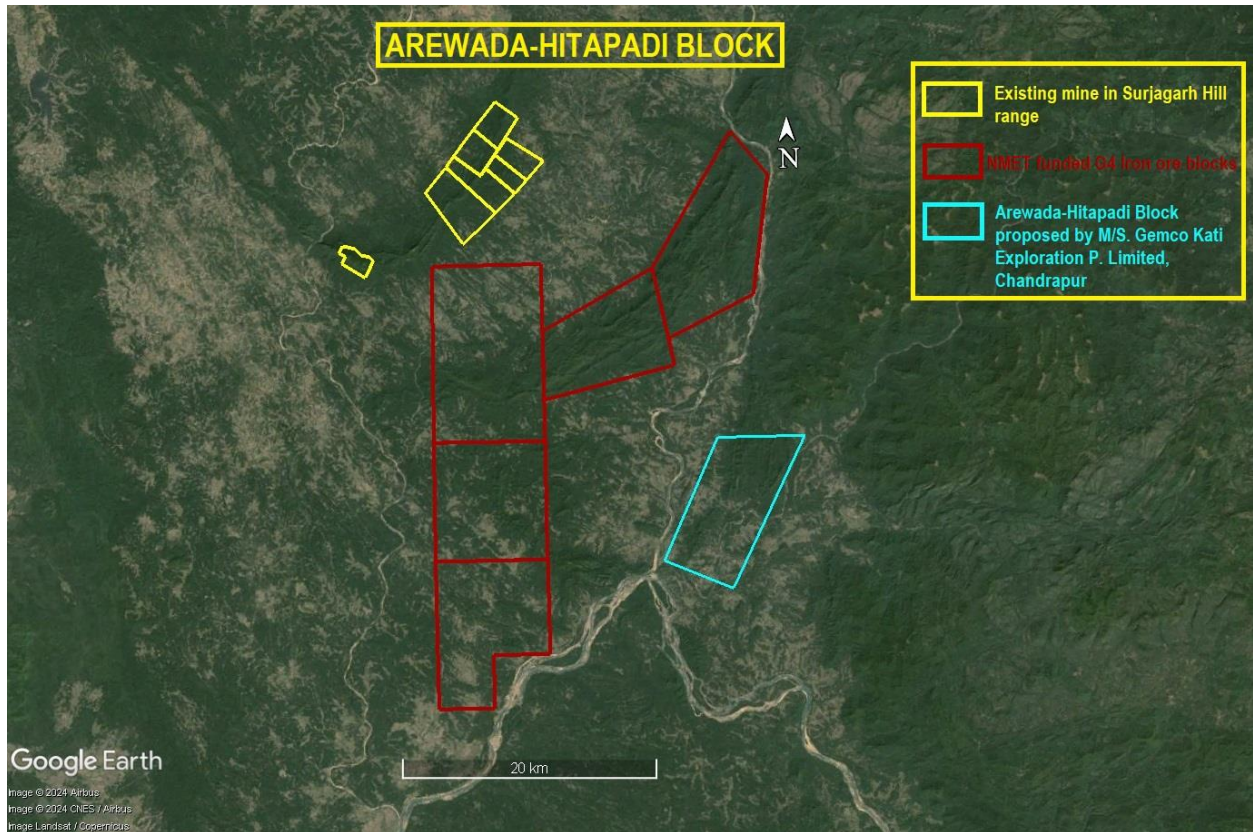 AREWADA-HITAPADI BLOCK
Existing mine in Surjagarh Hill
range
N
NMET funded G4 Iron ore blocks
Arewada-Hitapadi Block
proposed by M/S. Gemco Kati
Exploration P. Limited,
Chandrapur
20 km
Google Earth
Image © 2024 Airbus
Image © 2024 CNES / Airbus
Image Landsat / Copernicus